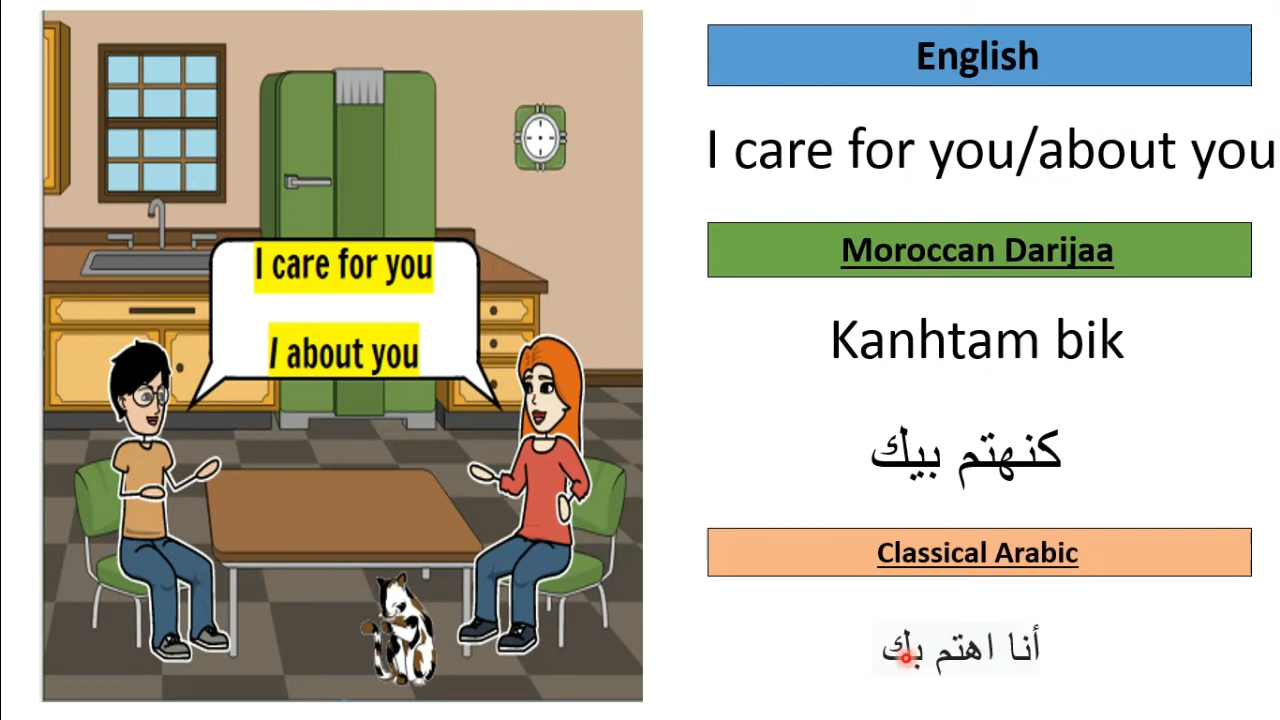 I care for you
/ about you
English
I care for you/about you
Moroccan Darijaa
Kanhtam bik
كنهتم بيك
Classical Arabic
أنا اهتم بك